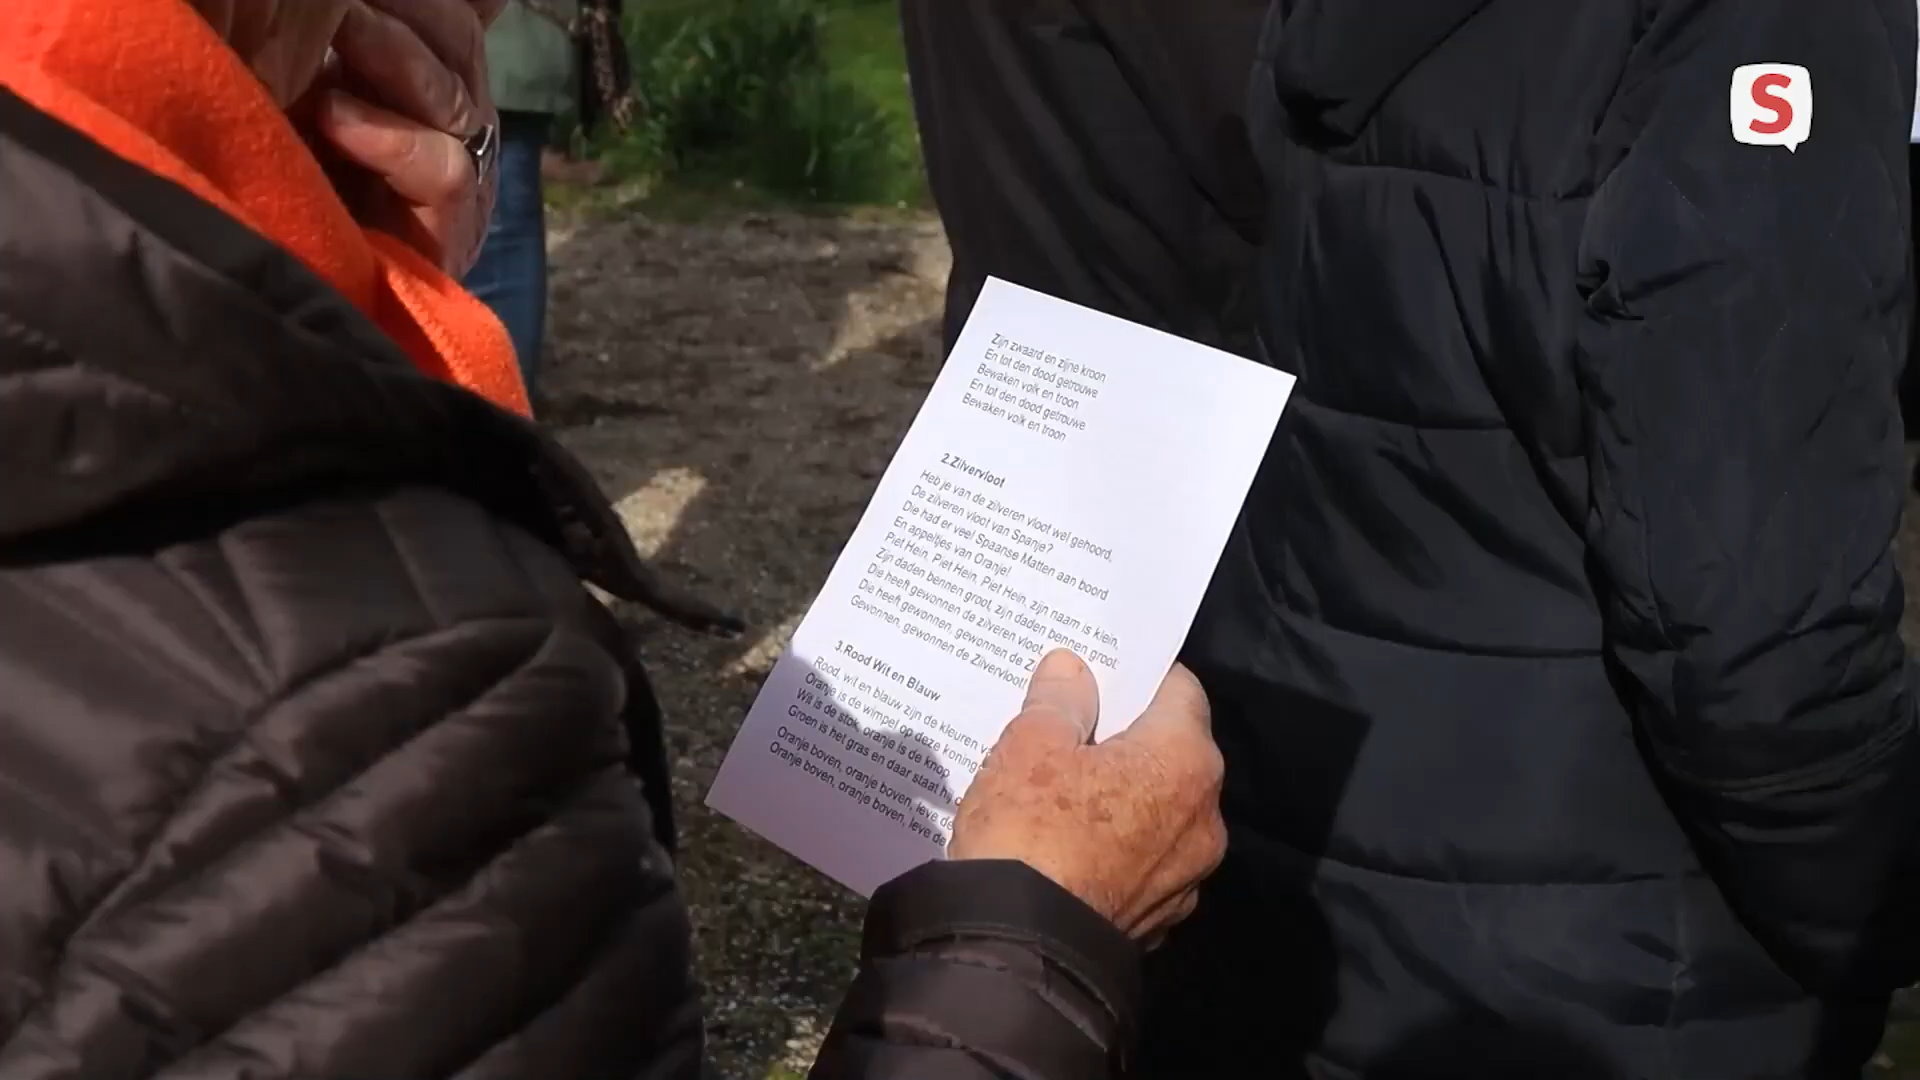 S
Zijn zwaard en zijne kroon
En tot den dood getrouwe
Bewaken volk en troon
En tot den dood getrouwe
Bewaken volk en troon
2.Zilvervloot
Heb je van de zilveren vloot wel gehoord,
De zilveren vloot van Spanje?
Die had er veel Spaanse Matten aan boord
En appeltjes van Oranje!
Piet Hein, Piet Hein, Piet Hein, zijn naam is klein,
Zijn daden bennen groot, zijn daden bennen groot:
Die heeft gewonnen de zilveren vloot
Die heeft gewonnen, gewonnen de
Gewonnen, gewonnen de Zilvervloot!
3.Rood Wit en Blauw
Rood, wit en blauw zijn de kleuren
Oranje is de wimpel op deze
Wit is de stok, oranje is de knop
Groen is het gras en daar staat hij
Oranje boven, oranje boven, leve de
Oranje boven, oranje boven, leve de